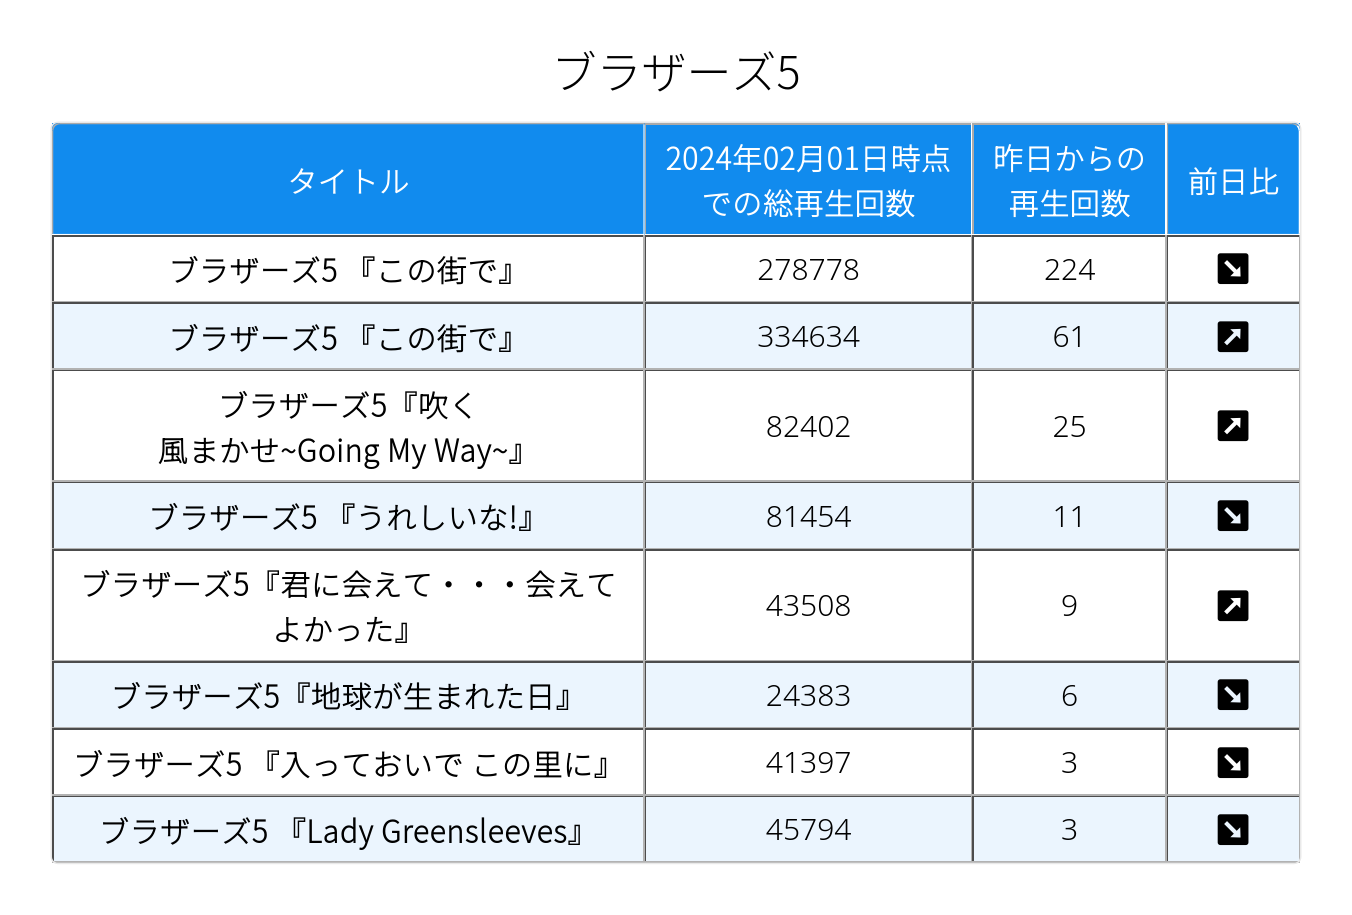 ブラザーズ5
タイトル
2024年02月01日時点
での総再生回数
昨日からの
再生回数
前日比
ブラザーズ5 『この街で』
278778
224
↘
ブラザーズ5 『この街で』
334634
61
↗
ブラザーズ5『吹く
風まかせ~Going My Way~』
82402
25
↗
ブラザーズ5 『うれしいな!』
81454
11
↘
ブラザーズ5『君に会えて・・・会えて
よかった』
43508
9
↗
ブラザーズ5『地球が生まれた日』
24383
6
↘
ブラザーズ5 『入っておいで この里に』
41397
3
↘
ブラザーズ5 『Lady Greensleeves』
45794
3
↘